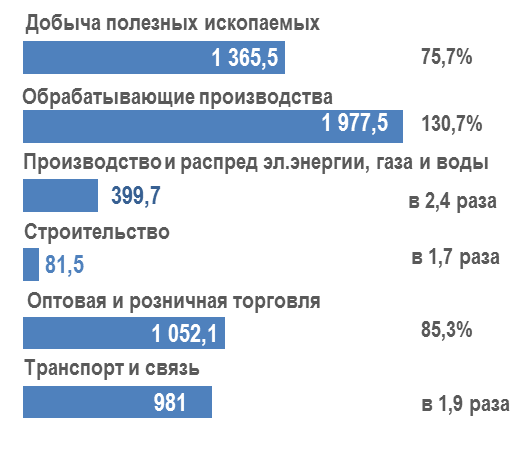 Добыча полезных ископаемых
1 365,5 75,7%
Обрабатывающие производства
1 977,5 130,7%
Производство и распред эл.энергии, газа и воды
399,7 в 2,4 раза
Строительство
81,5 в 1,7 раза
Оптовая и розничная торговля
1 052,1 85,3%
Транспорт и связь
981 в 1,9 раза